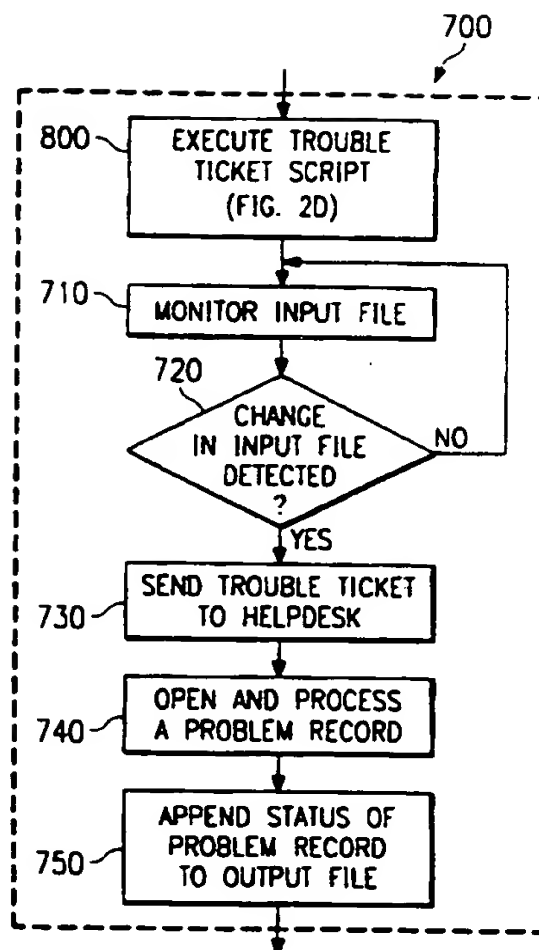 700
800
EXECUTE TROUBLE
TICKET SCRIPT
(FIG. 2D)
710
MONITOR INPUT FILE
720
CHANGE
IN INPUT FILE
DETECTED
?
NO
YES
730
SEND TROUBLE TICKET
TO HELPDESK
740
OPEN AND PROCESS
A PROBLEM RECORD
750
APPEND STATUS OF
PROBLEM RECORD
TO OUTPUT FILE